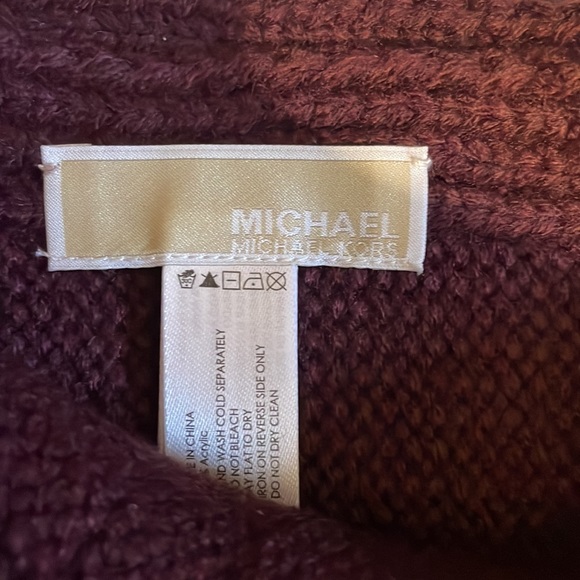 MICHAEL
MICHAEL KORS
E IN CHINA
% Acrylic
ND WASH COLD SEPARATELY
O NOT BLEACH
AY FLAT TO DRY
IRON ON REVERSE SIDE ONLY
DO NOT DRY CLEAN